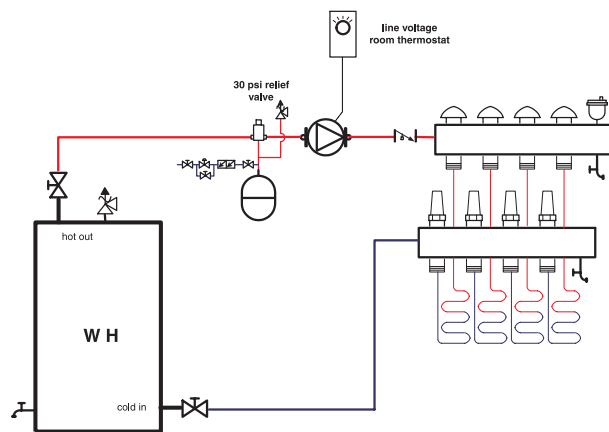 line voltage
room thermostat
30 psi relief
valve
hot out
W H
cold in